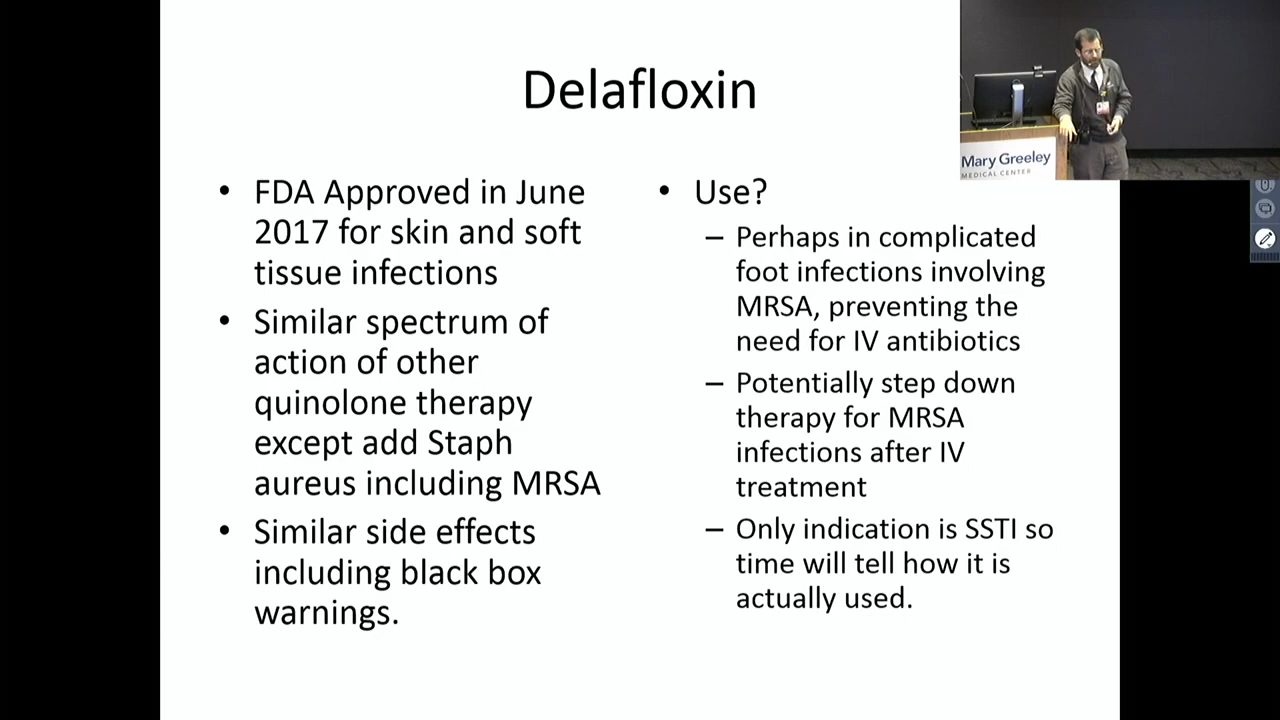 Delafloxin
• FDA Approved in June
2017 for skin and soft
tissue infections
• Similar spectrum of
action of other
quinolone therapy
except add Staph
aureus including MRSA
• Similar side effects
including black box
warnings.
• Use?
– Perhaps in complicated
foot infections involving
MRSA, preventing the
need for IV antibiotics
– Potentially step down
therapy for MRSA
infections after IV
treatment
– Only indication is SSTI so
time will tell how it is
actually used.
Mary Greeley
MEDICAL CENTER